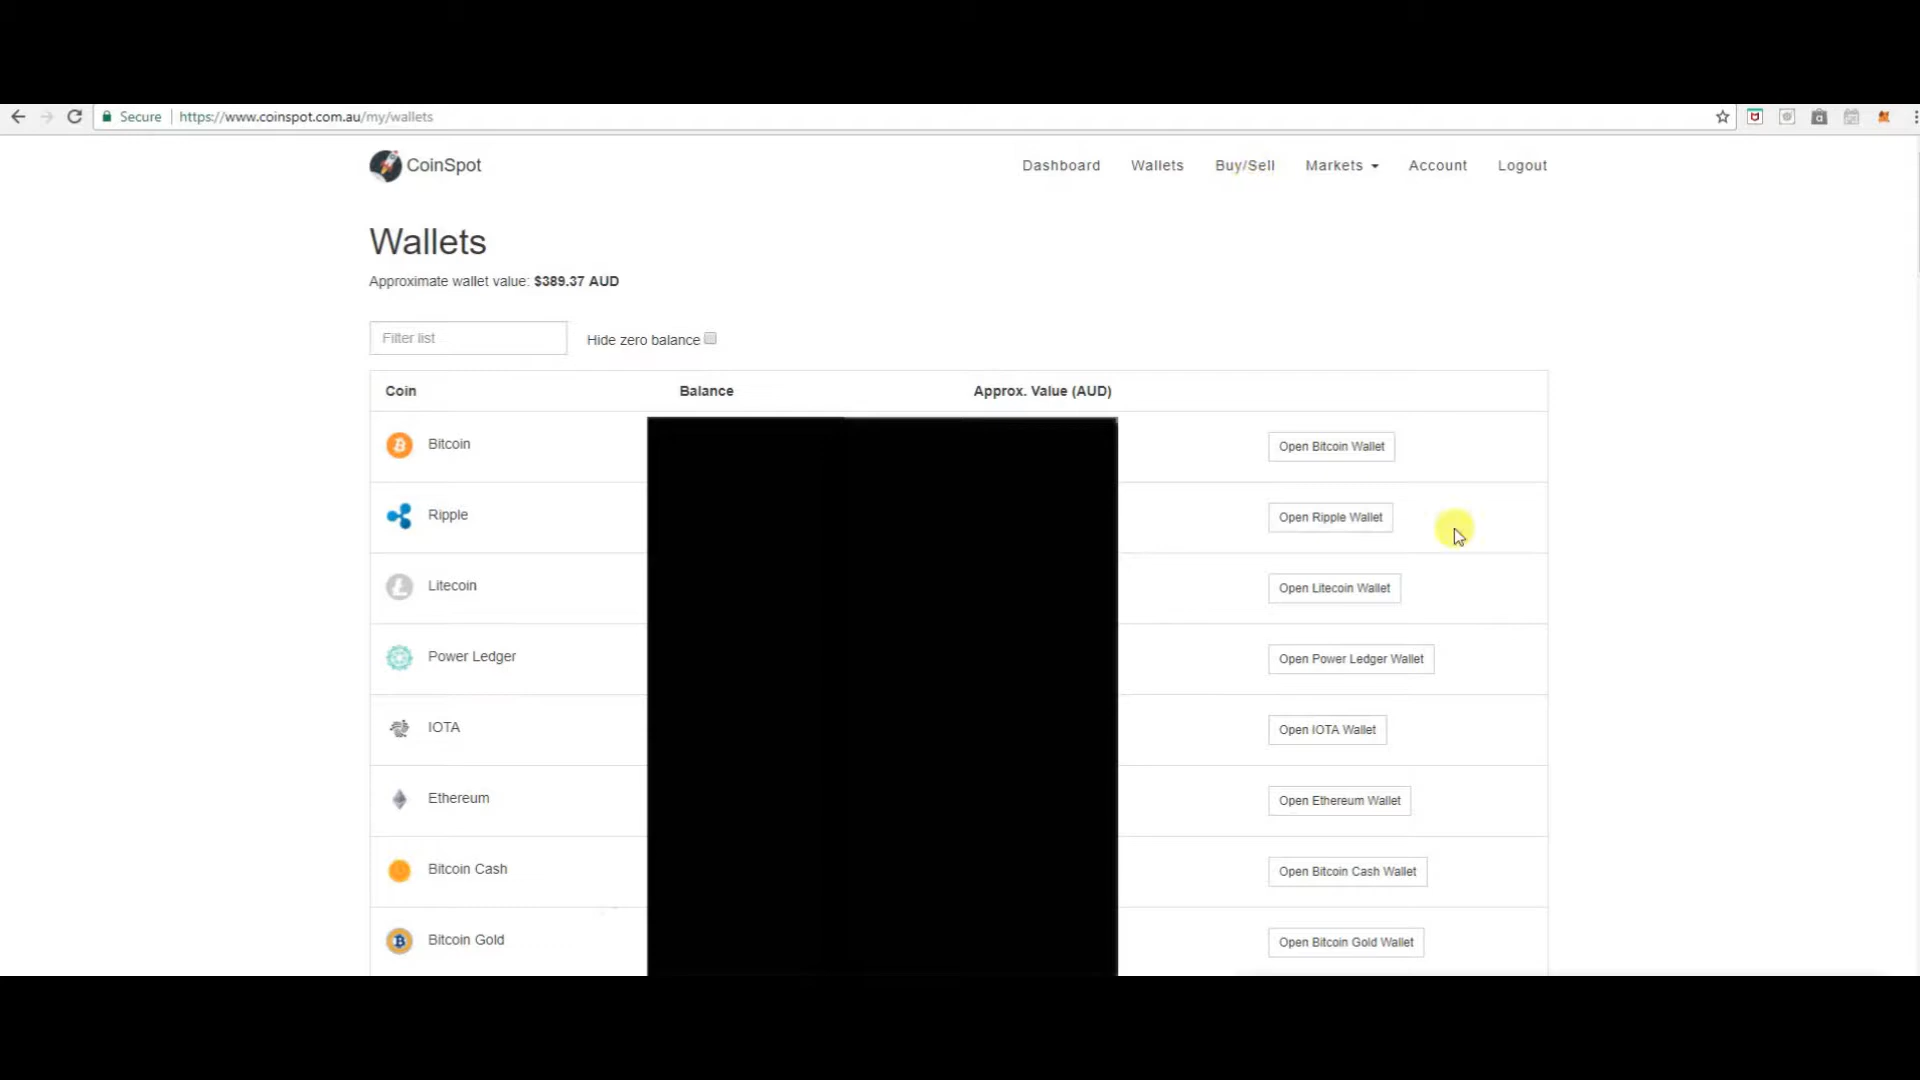 Secure https://www.coinspot.com.au/my/wallets
CoinSpot Dashboard Wallets Buy/Sell Markets Account Logout
Wallets
Approximate wallet value: $389.37 AUD
Filter list Hide zero balance
Coin Balance Approx. Value (AUD)
Bitcoin Open Bitcoin Wallet
Ripple Open Ripple Wallet
Litecoin Open Litecoin Wallet
Power Ledger Open Power Ledger Wallet
IOTA Open IOTA Wallet
Ethereum Open Ethereum Wallet
Bitcoin Cash Open Bitcoin Cash Wallet
Bitcoin Gold Open Bitcoin Gold Wallet